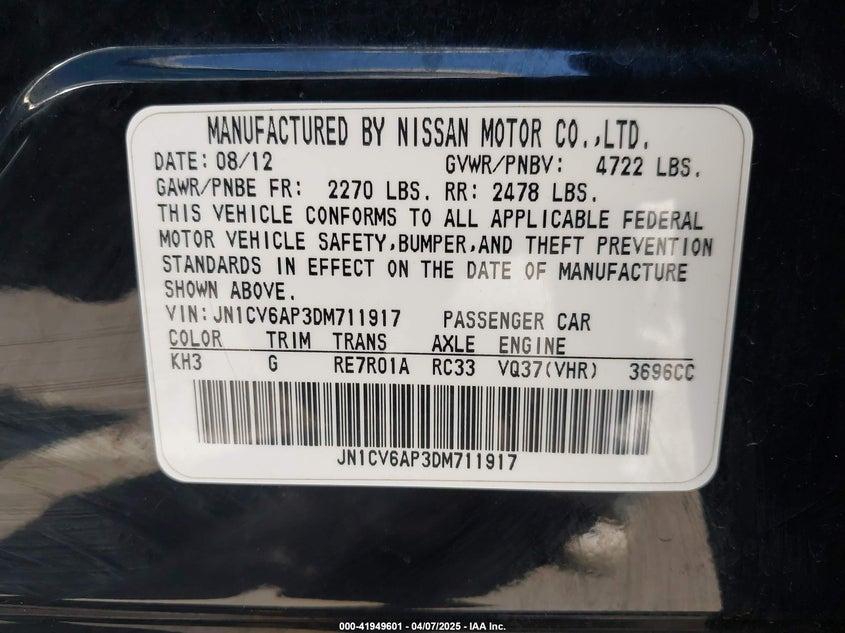 MANUFACTURED BY NISSAN MOTOR CO.,LTD.
DATE: 08/12 GVWR/PNBV: 4722 LBS.
GAWR/PNBE FR: 2270 LBS. RR: 2478 LBS.
THIS VEHICLE CONFORMS TO ALL APPLICABLE FEDERAL
MOTOR VEHICLE SAFETY,BUMPER,AND THEFT PREVENTION
STANDARDS IN EFFECT ON THE DATE OF MANUFACTURE
SHOWN ABOVE.
VIN: JN1CV6AP3DM711917 PASSENGER CAR
COLOR TRIM TRANS AXLE ENGINE
KH3 G RE7R01A RC33 VQ37(VHR) 3696CC
JN1CV6AP3DM711917
000-41949601 - 04/07/2025 - IAA Inc.